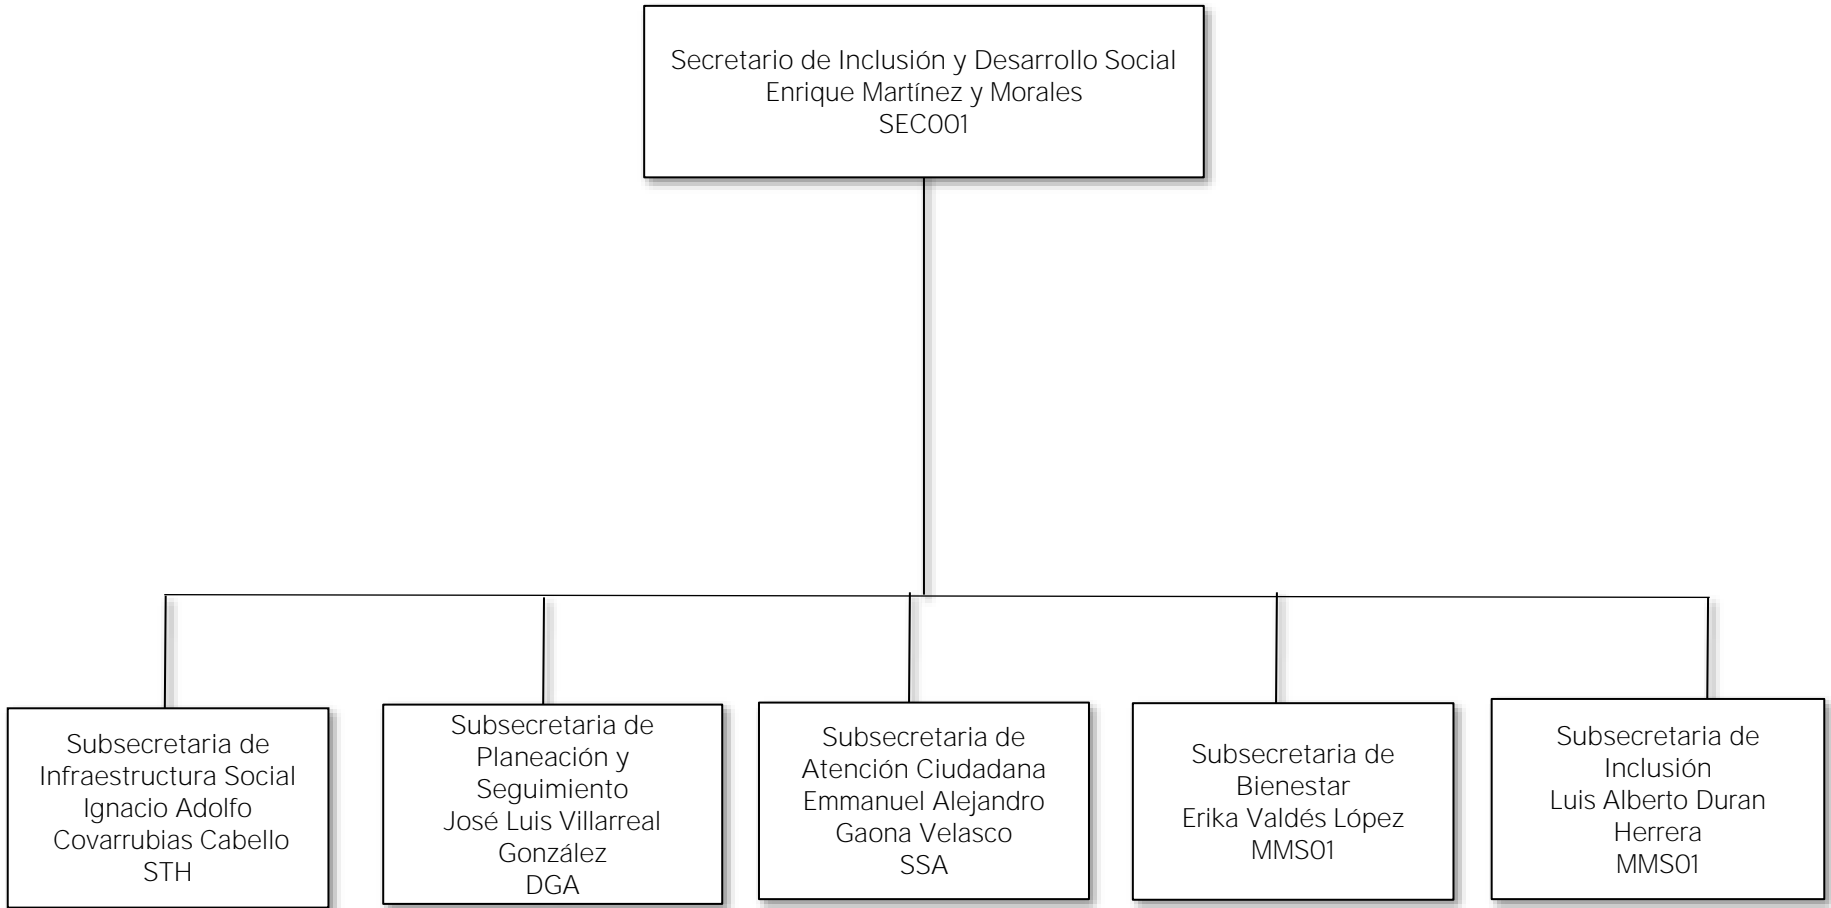 Secretario de Inclusión y Desarrollo Social
Enrique Martínez y Morales
SEC001
Subsecretaria de
Infraestructura Social
Ignacio Adolfo
Covarrubias Cabello
STH
Subsecretaria de
Planeación y
Seguimiento
José Luis Villarreal
González
DGA
Subsecretaria de
Atención Ciudadana
Emmanuel Alejandro
Gaona Velasco
SSA
Subsecretaria de
Bienestar
Erika Valdés López
MMS01
Subsecretaria de
Inclusión
Luis Alberto Duran
Herrera
MMS01